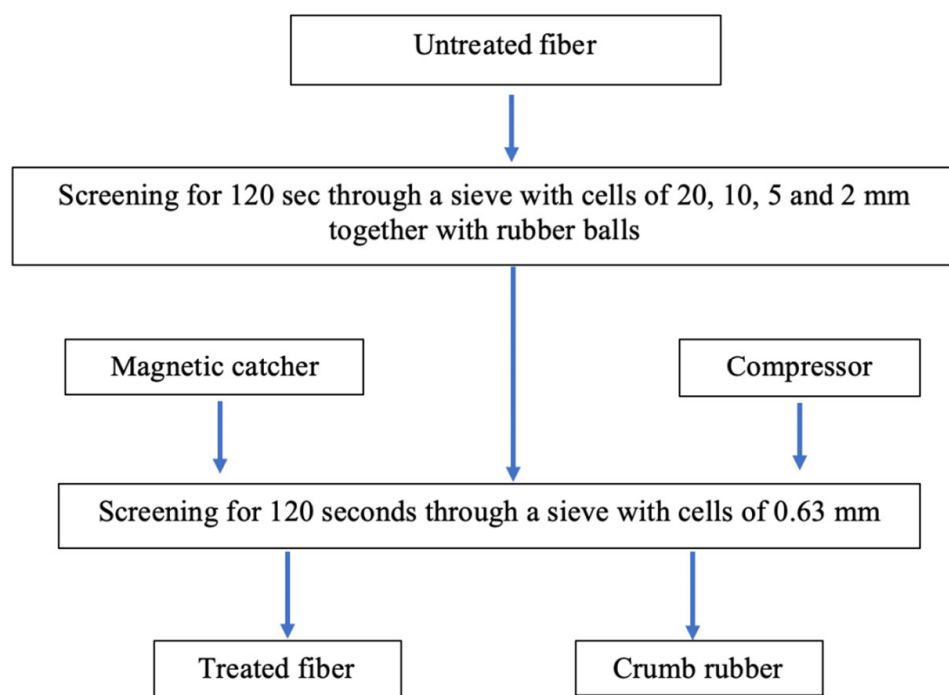 Untreated fiber
Screening for 120 sec through a sieve with cells of 20, 10, 5 and 2 mm
together with rubber balls
Magnetic catcher
Compressor
Screening for 120 seconds through a sieve with cells of 0.63 mm
Treated fiber
Crumb rubber